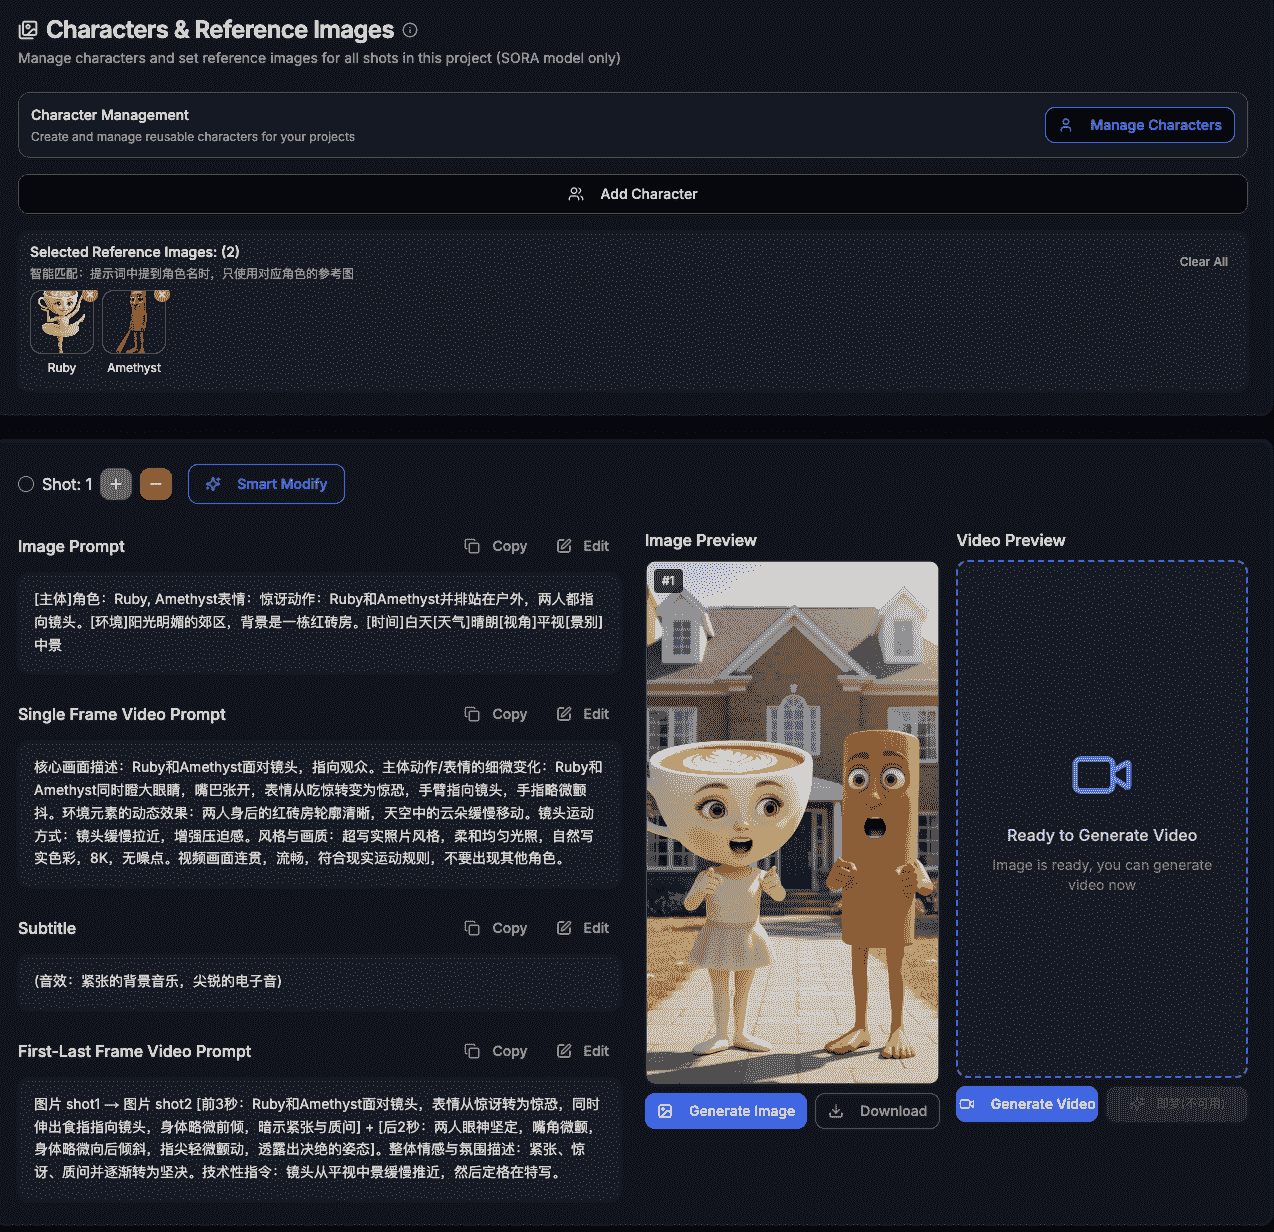 Characters & Reference Images
Manage characters and set reference images for all shots in this project (SORA model only)
Character Management
Create and manage reusable characters for your projects
Manage Characters
Add Character
Selected Reference Images: (2)
智能匹配：提示词中提到角色名时，只使用对应角色的参考图
Clear All
Ruby
Amethyst
Shot: 1
Smart Modify
Image Prompt
Copy
Edit
[主体]角色：Ruby, Amethyst表情：惊讶动作：Ruby和Amethyst并排站在户外，两人都指
向镜头。[环境]阳光明媚的郊区，背景是一栋红砖房。[时间]白天[天气]晴朗[视角]平视[景别]
中景
Single Frame Video Prompt
Copy
Edit
核心画面描述：Ruby和Amethyst面对镜头，指向观众。主体动作/表情的细微变化：Ruby和
Amethyst同时瞪大眼睛，嘴巴张开，表情从吃惊转变为惊恐，手臂指向镜头，手指略微颤
抖。环境元素的动态效果：两人身后的红砖房轮廓清晰，天空中的云朵缓慢移动。镜头运动
方式：镜头缓慢拉近，增强压迫感。风格与画质：超写实照片风格，柔和均匀光照，自然写
实色彩，8K，无噪点。视频画面连贯，流畅，符合现实运动规则，不要出现其他角色。
Subtitle
Copy
Edit
(音效：紧张的背景音乐，尖锐的电子音)
First-Last Frame Video Prompt
Copy
Edit
图片 shot1 → 图片 shot2 [前3秒：Ruby和Amethyst面对镜头，表情从惊讶转为惊恐，同时
伸出食指指向镜头，身体略微前倾，暗示紧张与质问] + [后2秒：两人眼神坚定，嘴角微颤，
身体略微向后倾斜，指尖轻微颤动，透露出决绝的姿态]。整体情感与氛围描述：紧张、惊
讶、质问并逐渐转为坚决。技术性指令：镜头从平视中景缓慢推近，然后定格在特写。
Image Preview
#1
Generate Image
Download
Video Preview
Ready to Generate Video
Image is ready, you can generate
video now
Generate Video
即梦(不可用)